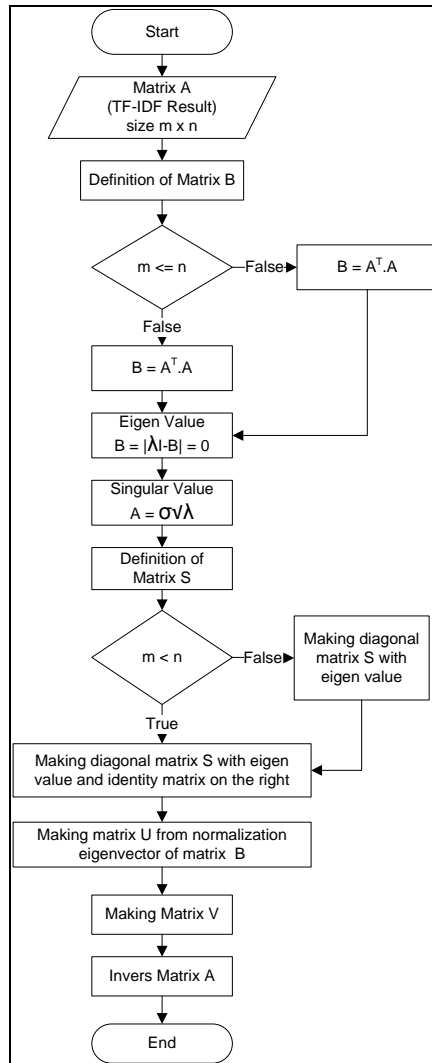 Start
Matrix A
(TF-IDF Result)
size m x n
Definition of Matrix B
m <= n
False
B = Aᵀ.A
False
B = Aᵀ.A
Eigen Value
B = |λI-B| = 0
Singular Value
A = σ√λ
Definition of
Matrix S
m < n
False
Making diagonal
matrix S with
eigen value
True
Making diagonal matrix S with eigen
value and identity matrix on the right
Making matrix U from normalization
eigenvector of matrix B
Making Matrix V
Invers Matrix A
End